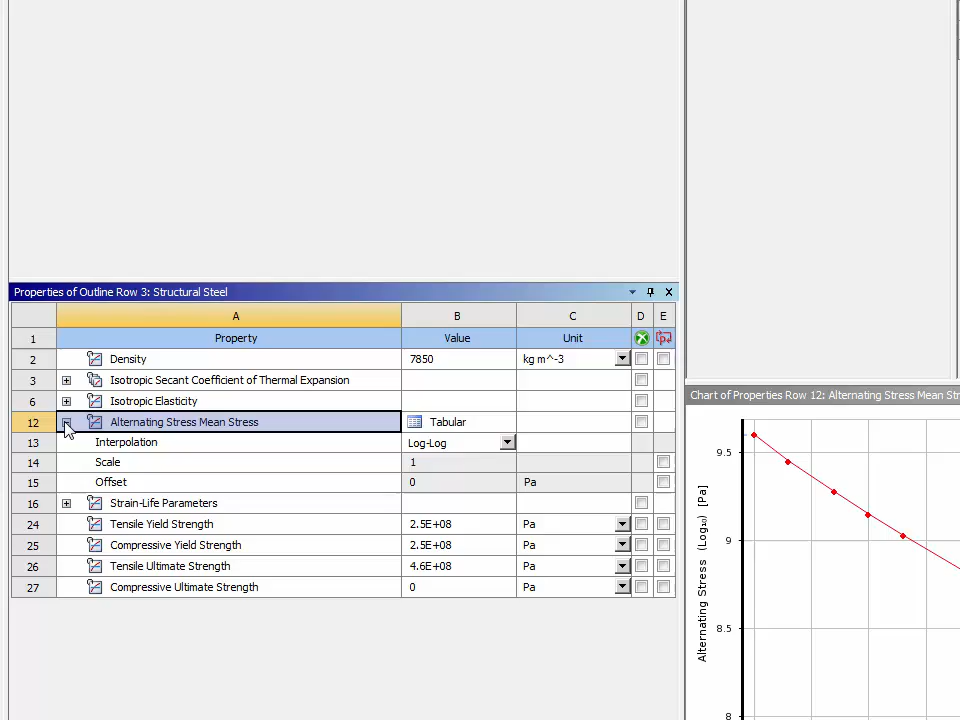 Properties of Outline Row 3: Structural Steel
A B C D E
1 Property Value Unit
2 Density 7850 kg m^-3
3 Isotropic Secant Coefficient of Thermal Expansion
6 Isotropic Elasticity
12 Alternating Stress Mean Stress Tabular
13 Interpolation Log-Log
14 Scale 1
15 Offset 0 Pa
16 Strain-Life Parameters
24 Tensile Yield Strength 2.5E+08 Pa
25 Compressive Yield Strength 2.5E+08 Pa
26 Tensile Ultimate Strength 4.6E+08 Pa
27 Compressive Ultimate Strength 0 Pa
Chart of Properties Row 12: Alternating Stress Mean Str
Alternating Stress (Log₁₀) [Pa]
9.5
9
8.5
8